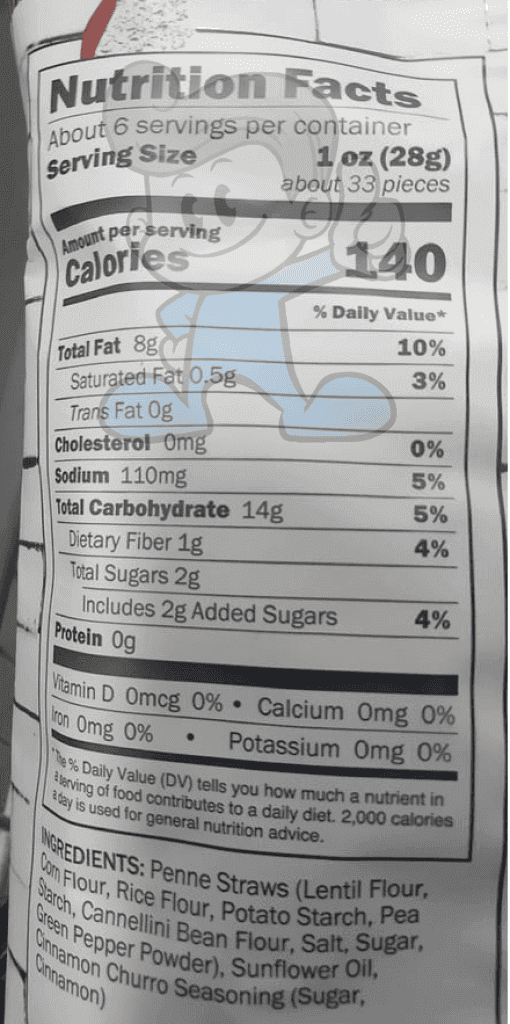 Nutrition Facts
About 6 servings per container
Serving Size 1 oz (28g)
about 33 pieces
Amount per serving
Calories 140
% Daily Value*
Total Fat 8g 10%
Saturated Fat 0.5g 3%
Trans Fat 0g
Cholesterol 0mg 0%
Sodium 110mg 5%
Total Carbohydrate 14g 5%
Dietary Fiber 1g 4%
Total Sugars 2g
Includes 2g Added Sugars 4%
Protein 0g
Vitamin D 0mcg 0% • Calcium 0mg 0%
Iron 0mg 0% • Potassium 0mg 0%
*The % Daily Value (DV) tells you how much a nutrient in
a serving of food contributes to a daily diet. 2,000 calories
a day is used for general nutrition advice.
INGREDIENTS: Penne Straws (Lentil Flour,
Corn Flour, Rice Flour, Potato Starch, Pea
Starch, Cannellini Bean Flour, Salt, Sugar,
Green Pepper Powder), Sunflower Oil,
Cinnamon Churro Seasoning (Sugar,
Cinnamon)